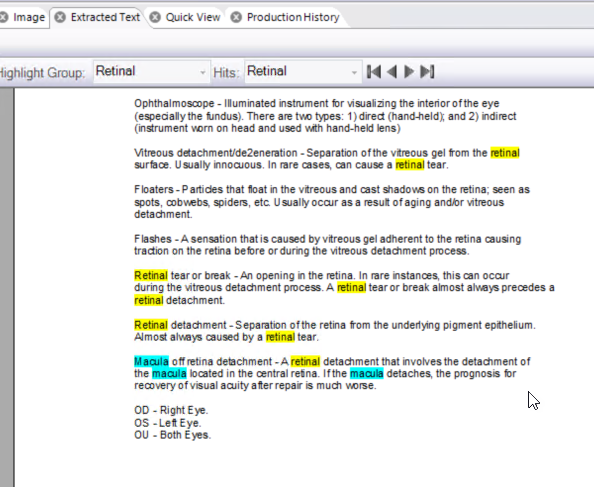 Image Extracted Text Quick View Production History
Highlight Group: Retinal Hits: Retinal
Ophthalmoscope - Illuminated instrument for visualizing the interior of the eye
(especially the fundus). There are two types: 1) direct (hand-held); and 2) indirect
(instrument worn on head and used with hand-held lens)
Vitreous detachment/de2eneration - Separation of the vitreous gel from the retinal
surface. Usually innocuous. In rare cases, can cause a retinal tear.
Floaters - Particles that float in the vitreous and cast shadows on the retina; seen as
spots, cobwebs, spiders, etc. Usually occur as a result of aging and/or vitreous
detachment.
Flashes - A sensation that is caused by vitreous gel adherent to the retina causing
traction on the retina before or during the vitreous detachment process.
Retinal tear or break - An opening in the retina. In rare instances, this can occur
during the vitreous detachment process. A retinal tear or break almost always precedes a
retinal detachment.
Retinal detachment - Separation of the retina from the underlying pigment epithelium.
Almost always caused by a retinal tear.
Macula off retina detachment - A retinal detachment that involves the detachment of
the macula located in the central retina. If the macula detaches, the prognosis for
recovery of visual acuity after repair is much worse.
OD - Right Eye.
OS - Left Eye.
OU - Both Eyes.